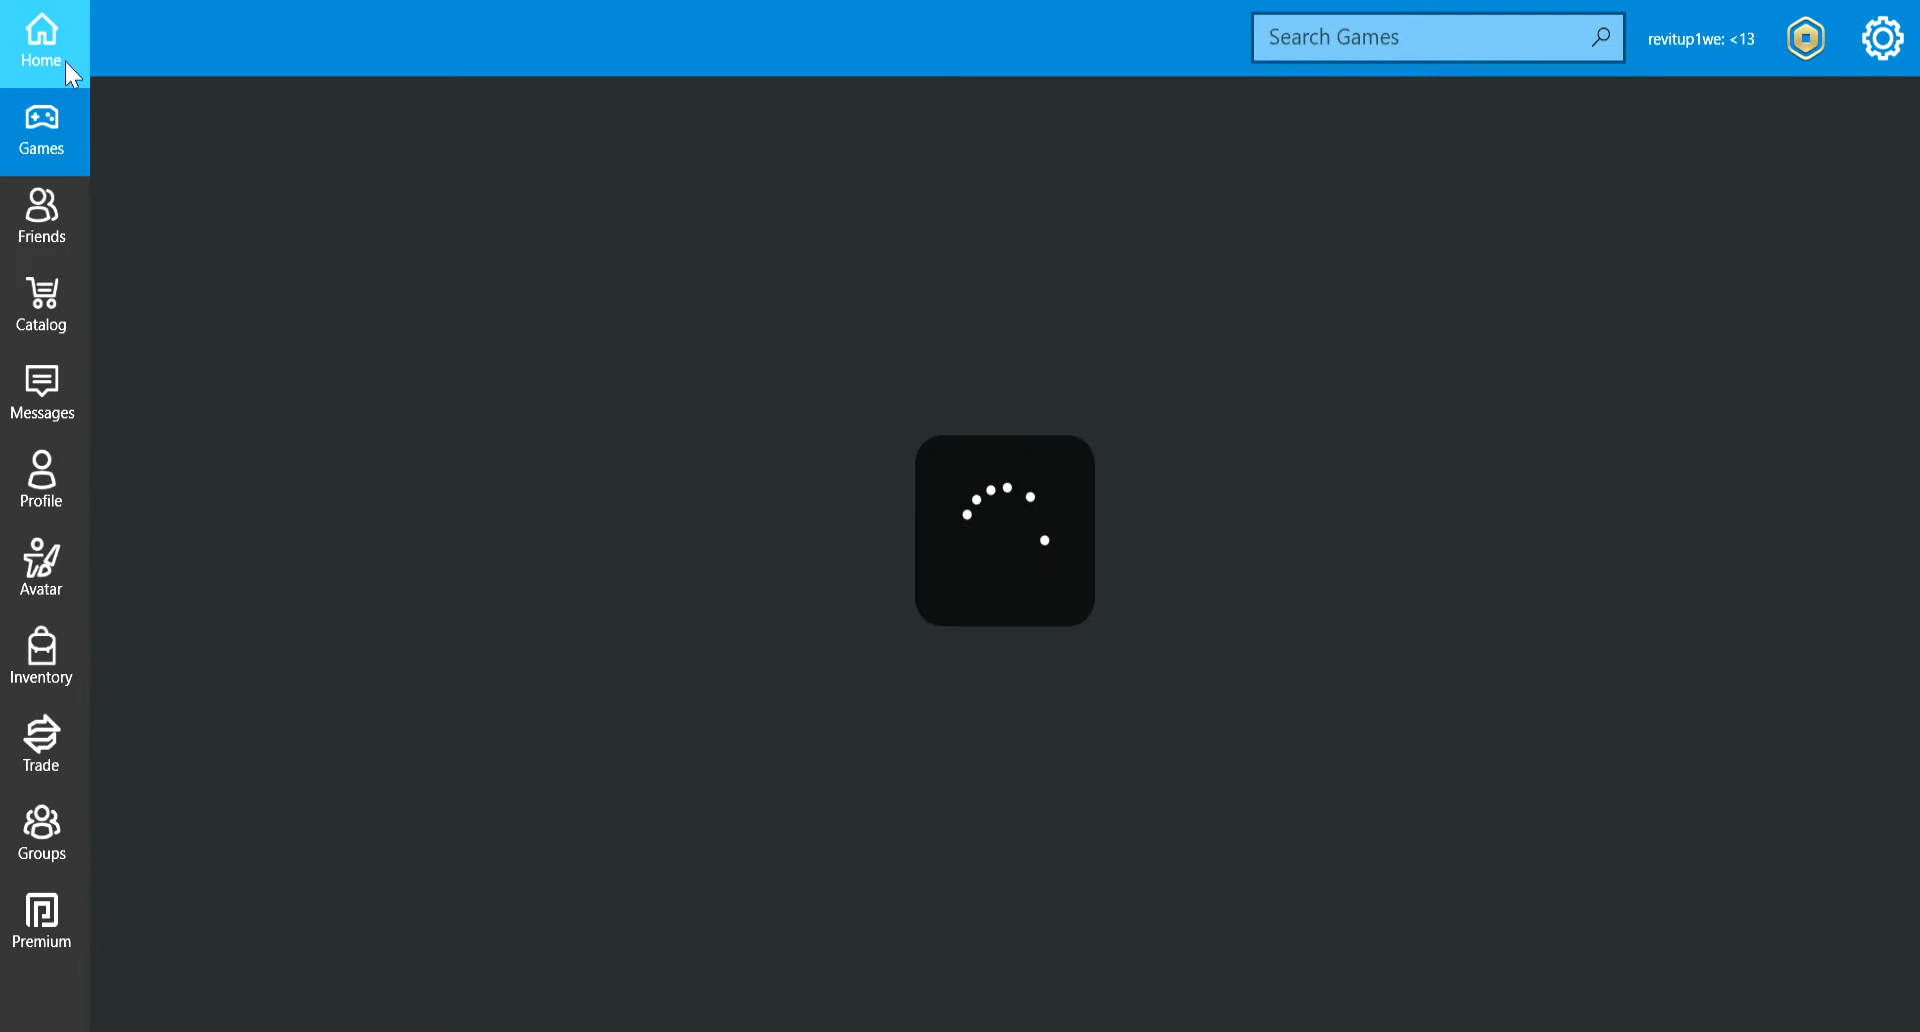 Home
Search Games
revitup1we: <13
Games
Friends
Catalog
Messages
Profile
Avatar
Inventory
Trade
Groups
Premium